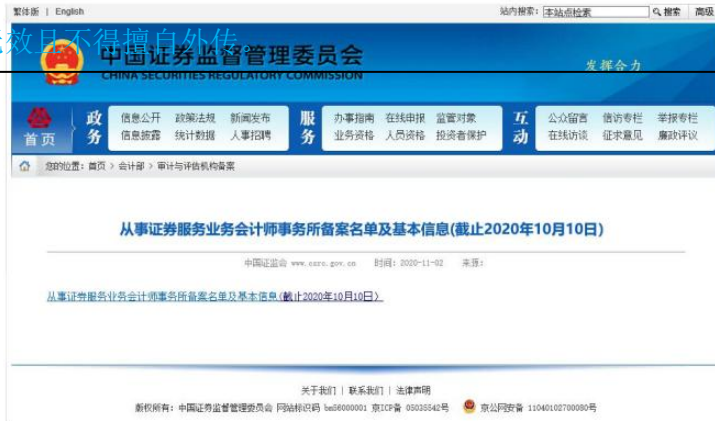 繁体版 | English 站内搜索: 本站点检索 搜索 高级
效且不得擅自外传。
中国证券监督管理委员会
CHINA SECURITIES REGULATORY COMMISSION
发挥合力
首页 政务 信息公开 政策法规 新闻发布 服务 办事指南 在线申报 监管对象 互动 公众留言 信访专栏 举报专栏
信息披露 统计数据 人事招聘 业务资格 人员资格 投资者保护 在线访谈 征求意见 廉政评议
您的位置: 首页 > 会计部 > 审计与评估机构备案
从事证券服务业务会计师事务所备案名单及基本信息(截止2020年10月10日)
中国证监会 www.csrc.gov.cn 时间: 2020-11-02 来源:
从事证券服务业务会计师事务所备案名单及基本信息(截止2020年10月10日)
关于我们 | 联系我们 | 法律声明
版权所有: 中国证券监督管理委员会 网站标识码 bm56000001 京ICP备 05035542号 京公网安备 11040102700080号